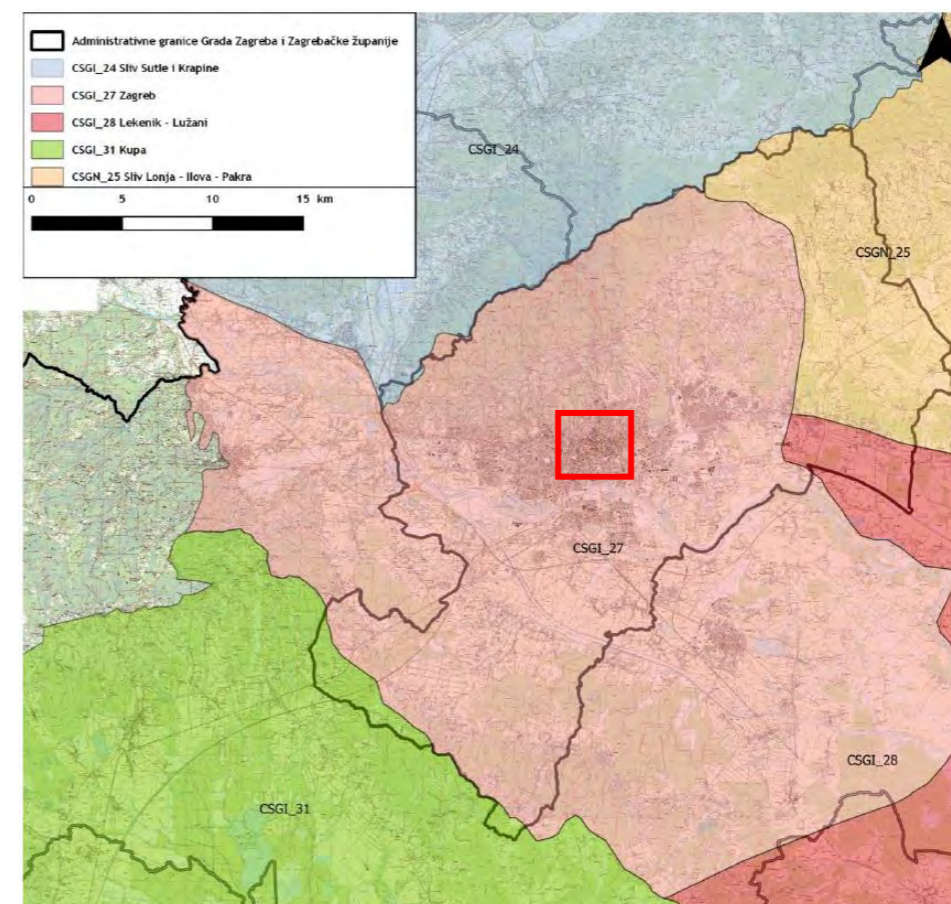 Administrativne granice Grada Zagreba i Zagrebačke županije
CSGI_24 Sliv Sutle i Krapine
CSGI_27 Zagreb
CSGI_28 Lekenik - Lužani
CSGI_31 Kupa
CSGN_25 Sliv Lonja - Ilova - Pakra
0 5 10 15 km
CSGI_24
CSGN_25
CSGI_27
CSGI_28
CSGI_31